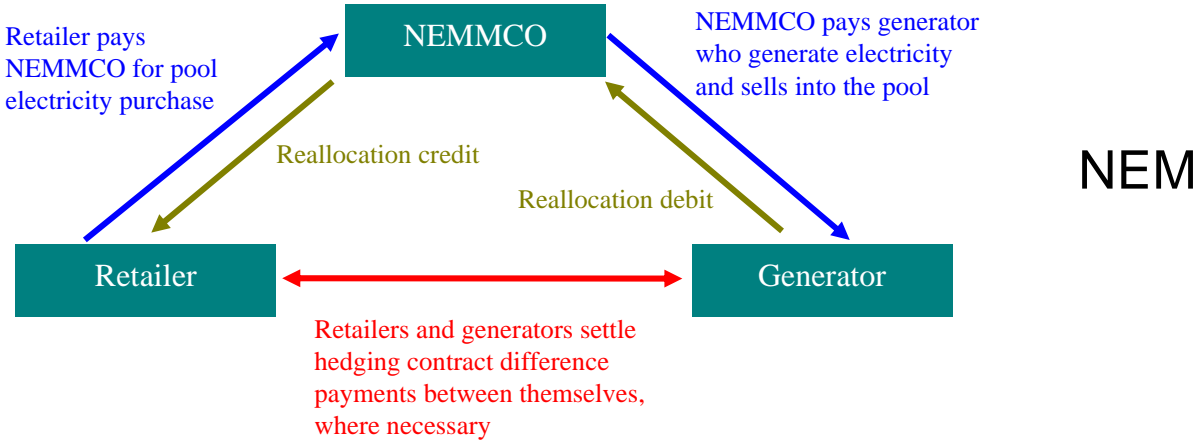 Retailer pays
NEMMCO for pool
electricity purchase
NEMMCO
NEMMCO pays generator
who generate electricity
and sells into the pool
Reallocation credit
Reallocation debit
NEM
Retailer
Generator
Retailers and generators settle
hedging contract difference
payments between themselves,
where necessary